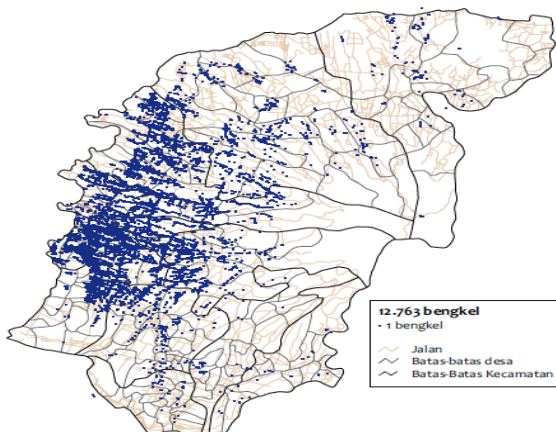 12.763 bengkel
1 bengkel
Jalan
Batas-batas desa
Batas-Batas Kecamatan